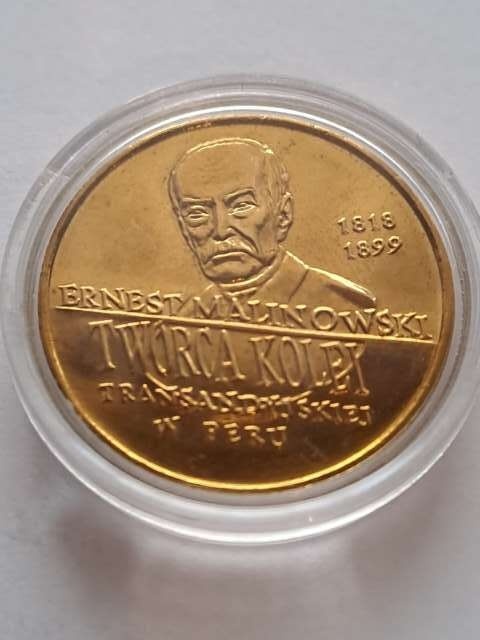 1818
1899
ERNEST MALINOWSKI
TWÓRCA KOLEI
TRANSANDYJSKIEJ
W PERU